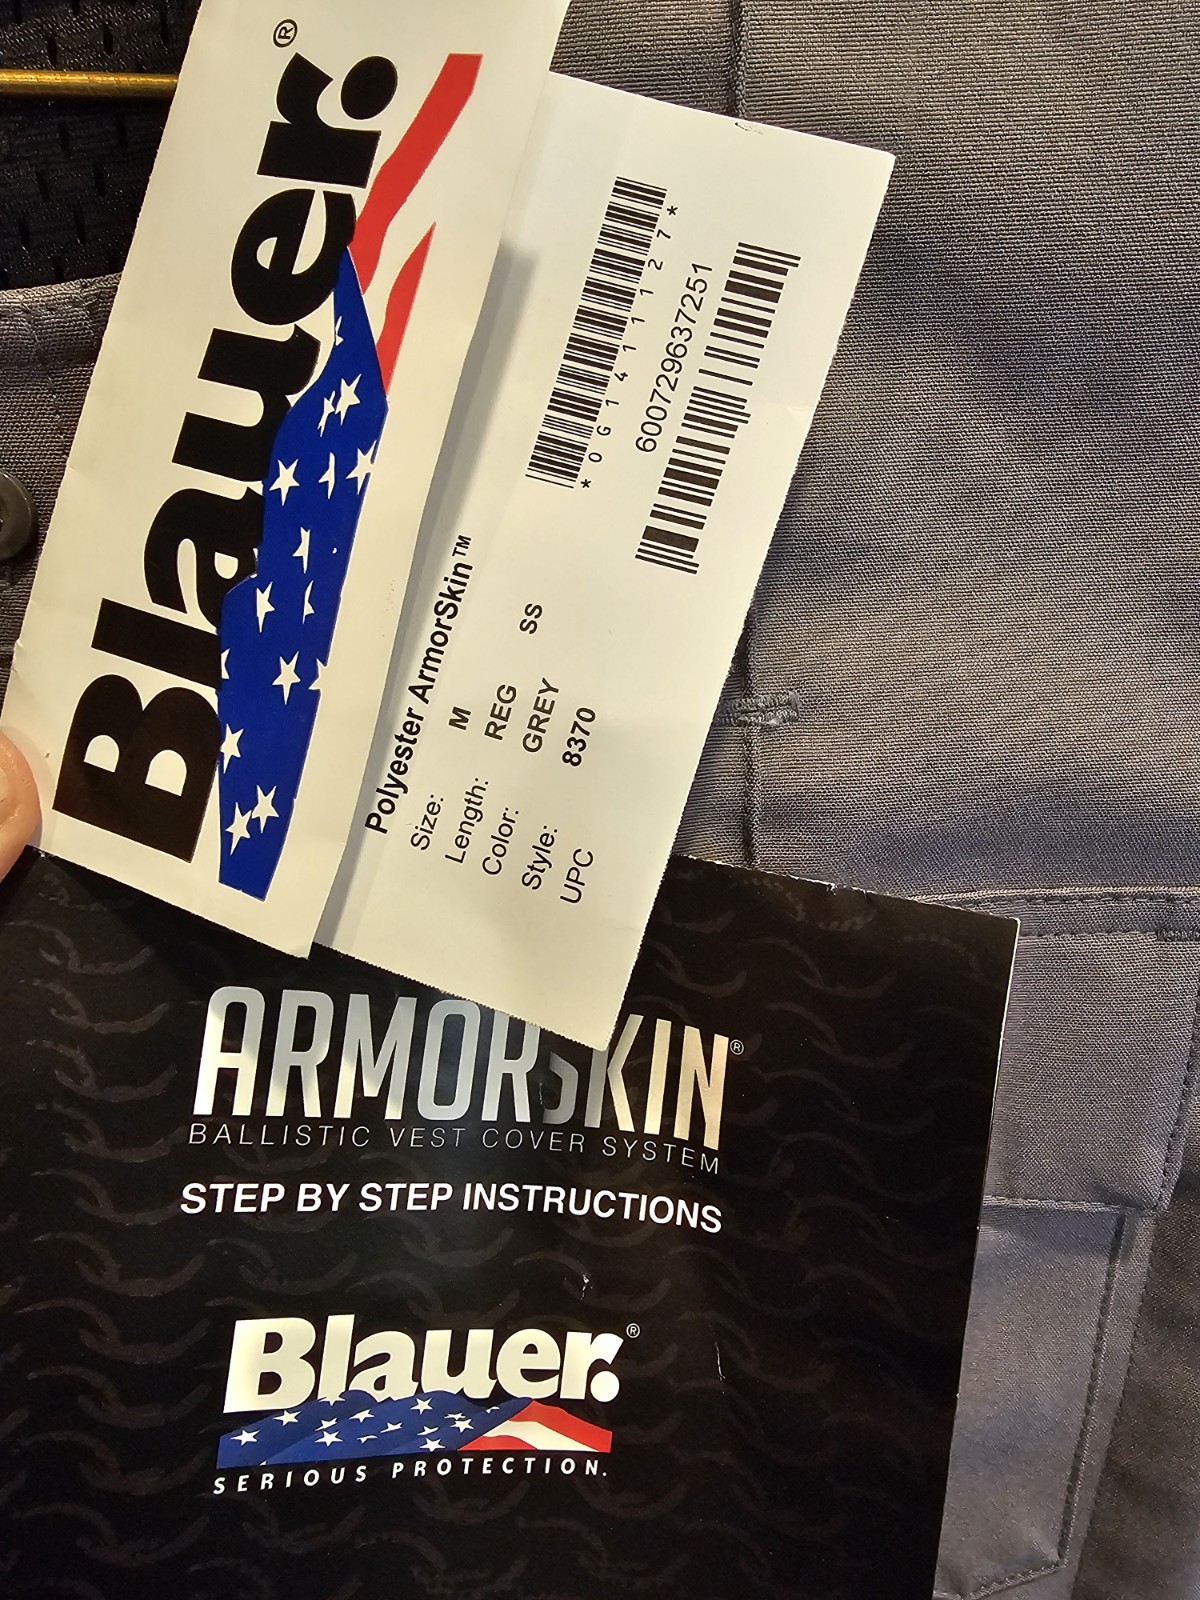 Blauer.®
*0G1411127*
600729637251
Polyester ArmorSkin™
Size: M
Length: REG SS
Color: GREY
Style: 8370
UPC
ARMORSKIN®
BALLISTIC VEST COVER SYSTEM
STEP BY STEP INSTRUCTIONS
Blauer.®
SERIOUS PROTECTION.